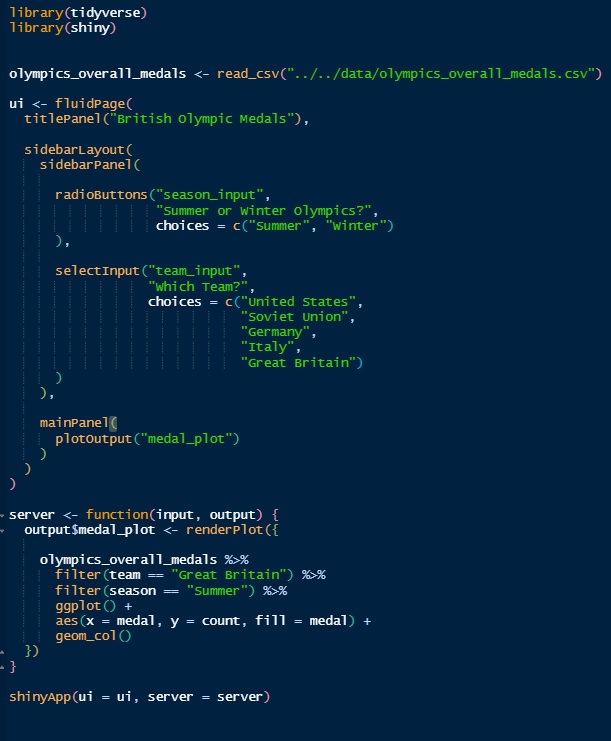 library(tidyverse)
library(shiny)
olympics_overall_medals <- read_csv("../../data/olympics_overall_medals.csv")
ui <- fluidPage(
titlePanel("British Olympic Medals"),
sidebarLayout(
sidebarPanel(
radioButtons("season_input",
"Summer or Winter Olympics?",
choices = c("Summer", "Winter")
),
selectInput("team_input",
"Which Team?",
choices = c("United States",
"Soviet Union",
"Germany",
"Italy",
"Great Britain")
)
),
mainPanel(
plotOutput("medal_plot")
)
)
)
server <- function(input, output) {
output$medal_plot <- renderPlot({
olympics_overall_medals %>%
filter(team == "Great Britain") %>%
filter(season == "Summer") %>%
ggplot() +
aes(x = medal, y = count, fill = medal) +
geom_col()
})
}
shinyApp(ui = ui, server = server)